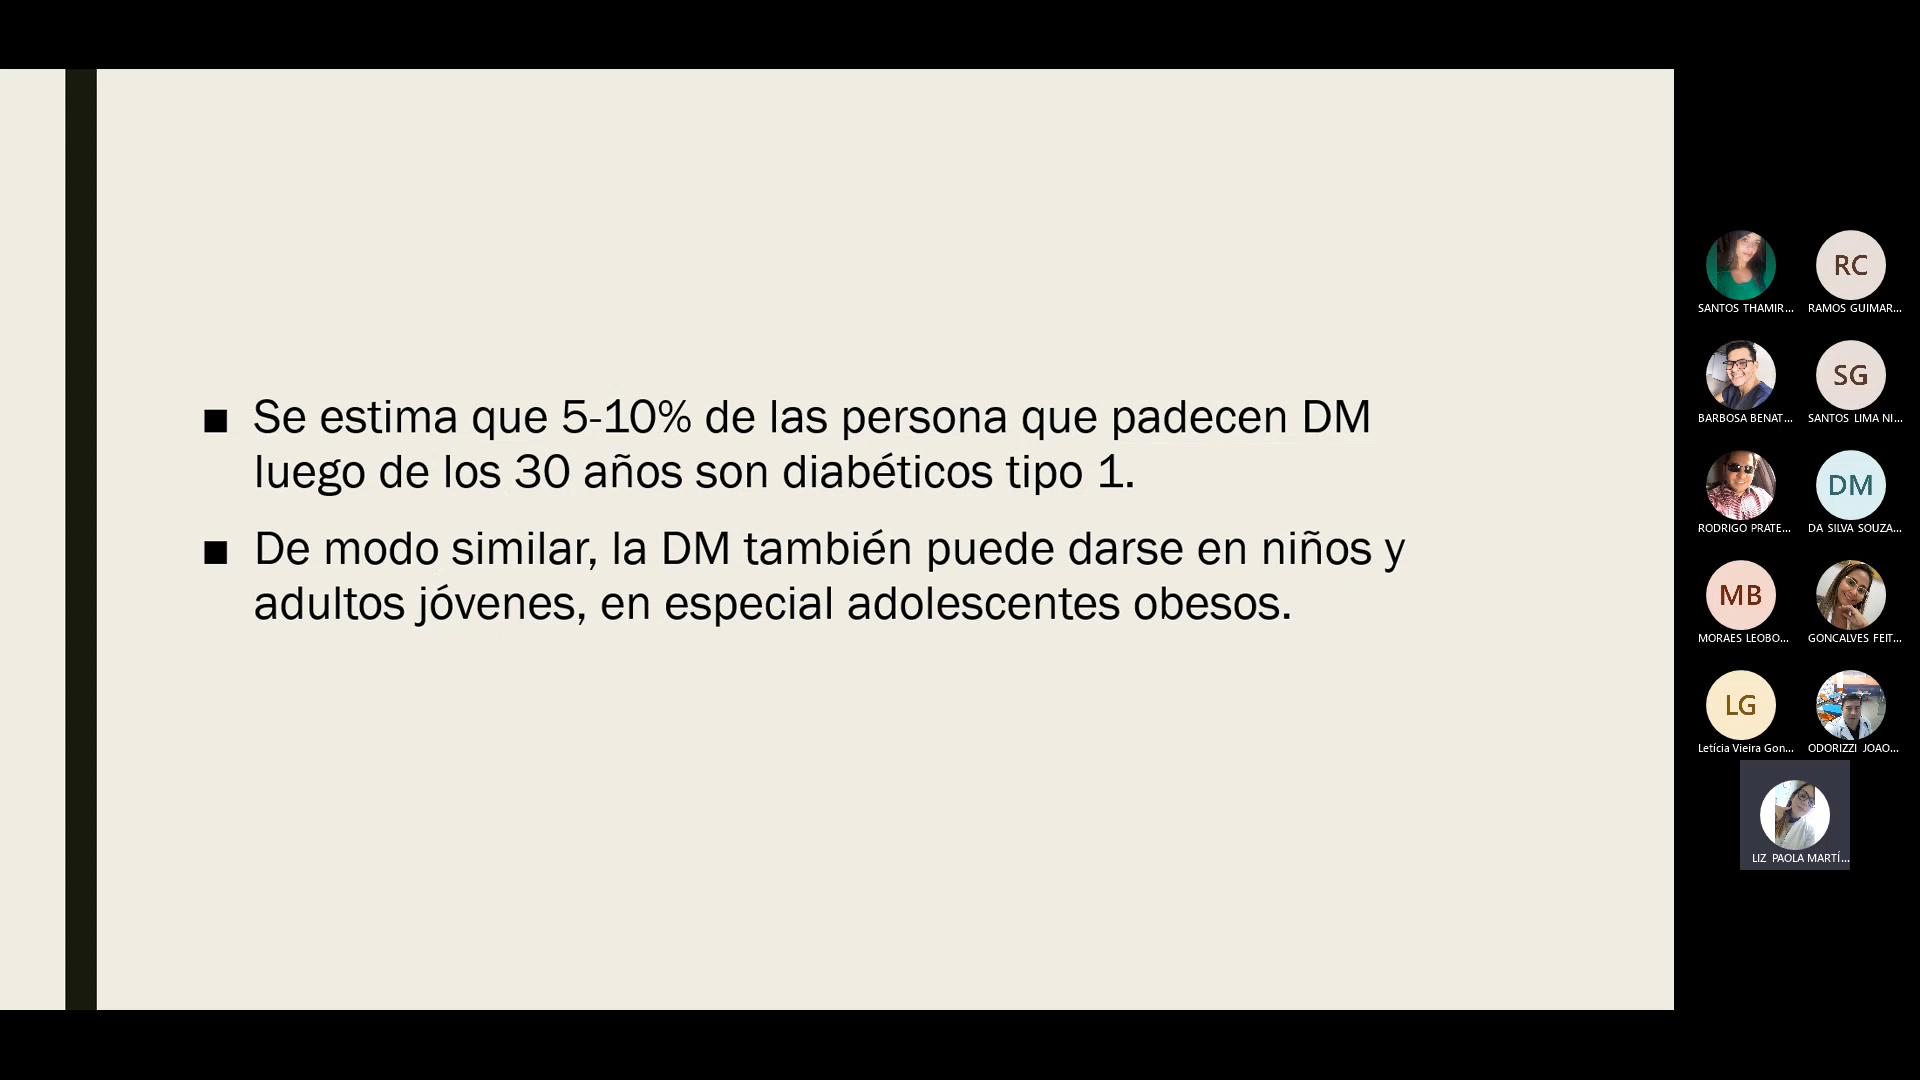 ■ Se estima que 5-10% de las persona que padecen DM
luego de los 30 años son diabéticos tipo 1.
■ De modo similar, la DM también puede darse en niños y
adultos jóvenes, en especial adolescentes obesos.
SANTOS THAMIR...
RC
RAMOS GUIMAR...
BARBOSA BENAT...
SG
SANTOS LIMA NI...
RODRIGO PRATE...
DM
DA SILVA SOUZA...
MB
MORAES LEOBO...
GONCALVES FEIT...
LG
Letícia Vieira Gon...
ODORIZZI JOAO...
LIZ PAOLA MARTÍ...